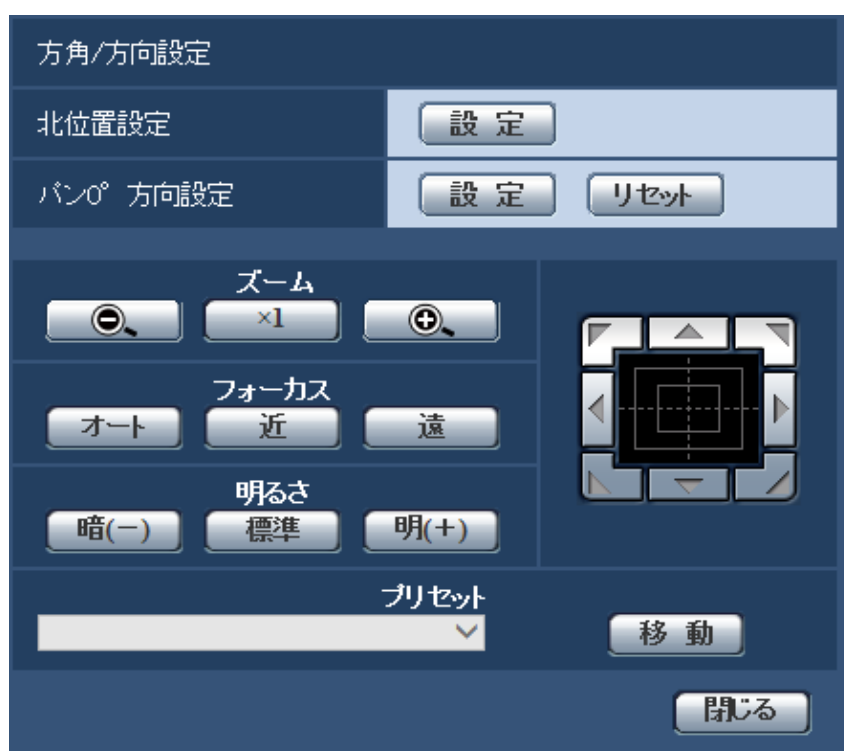 方角/方向設定
北位置設定 設 定
パン0° 方向設定 設 定 リセット
ズーム
×1
フォーカス
オート 近 遠
明るさ
暗(−) 標準 明(+)
プリセット
移 動
閉じる